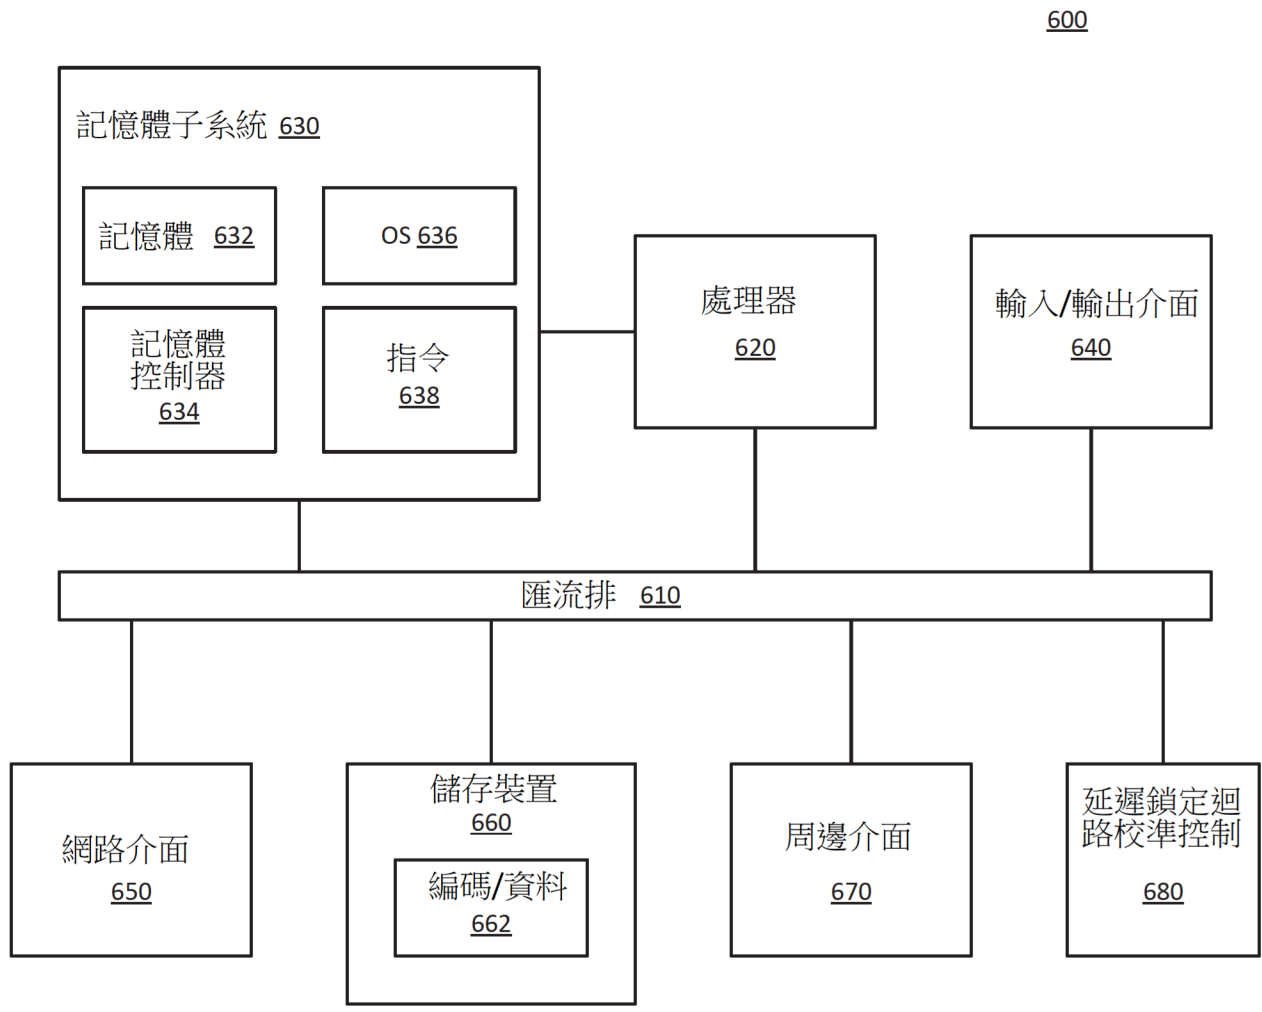 600
記憶體子系統 630
記憶體 632
OS 636
記憶體
控制器
634
指令
638
處理器
620
輸入/輸出介面
640
匯流排 610
網路介面
650
儲存裝置
660
編碼/資料
662
周邊介面
670
延遲鎖定迴
路校準控制
680